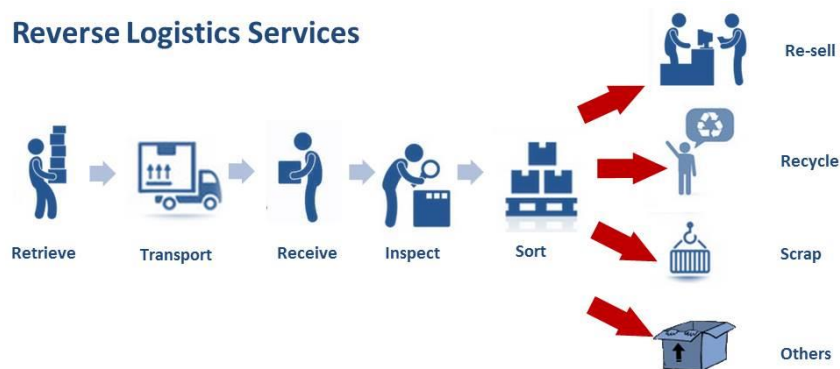 Reverse Logistics Services
Re-sell
Recycle
Retrieve
Transport
Receive
Inspect
Sort
Scrap
Others